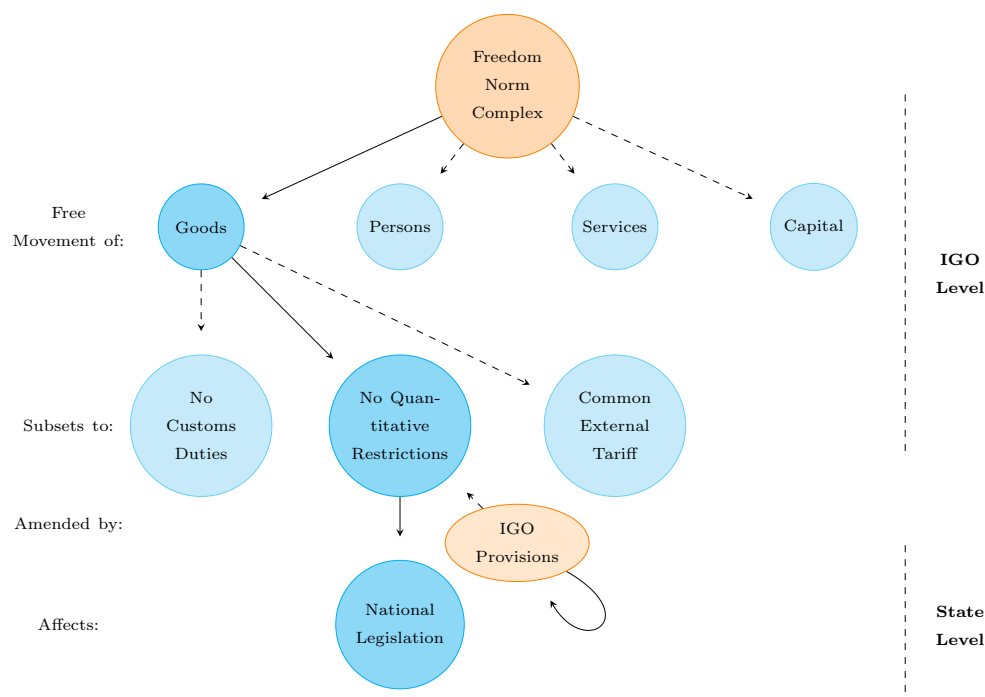 Freedom
Norm
Complex
Free
Movement of:
Goods
Persons
Services
Capital
IGO
Level
Subsets to:
No
Customs
Duties
No Quan-
titative
Restrictions
Common
External
Tariff
Amended by:
IGO
Provisions
Affects:
National
Legislation
State
Level